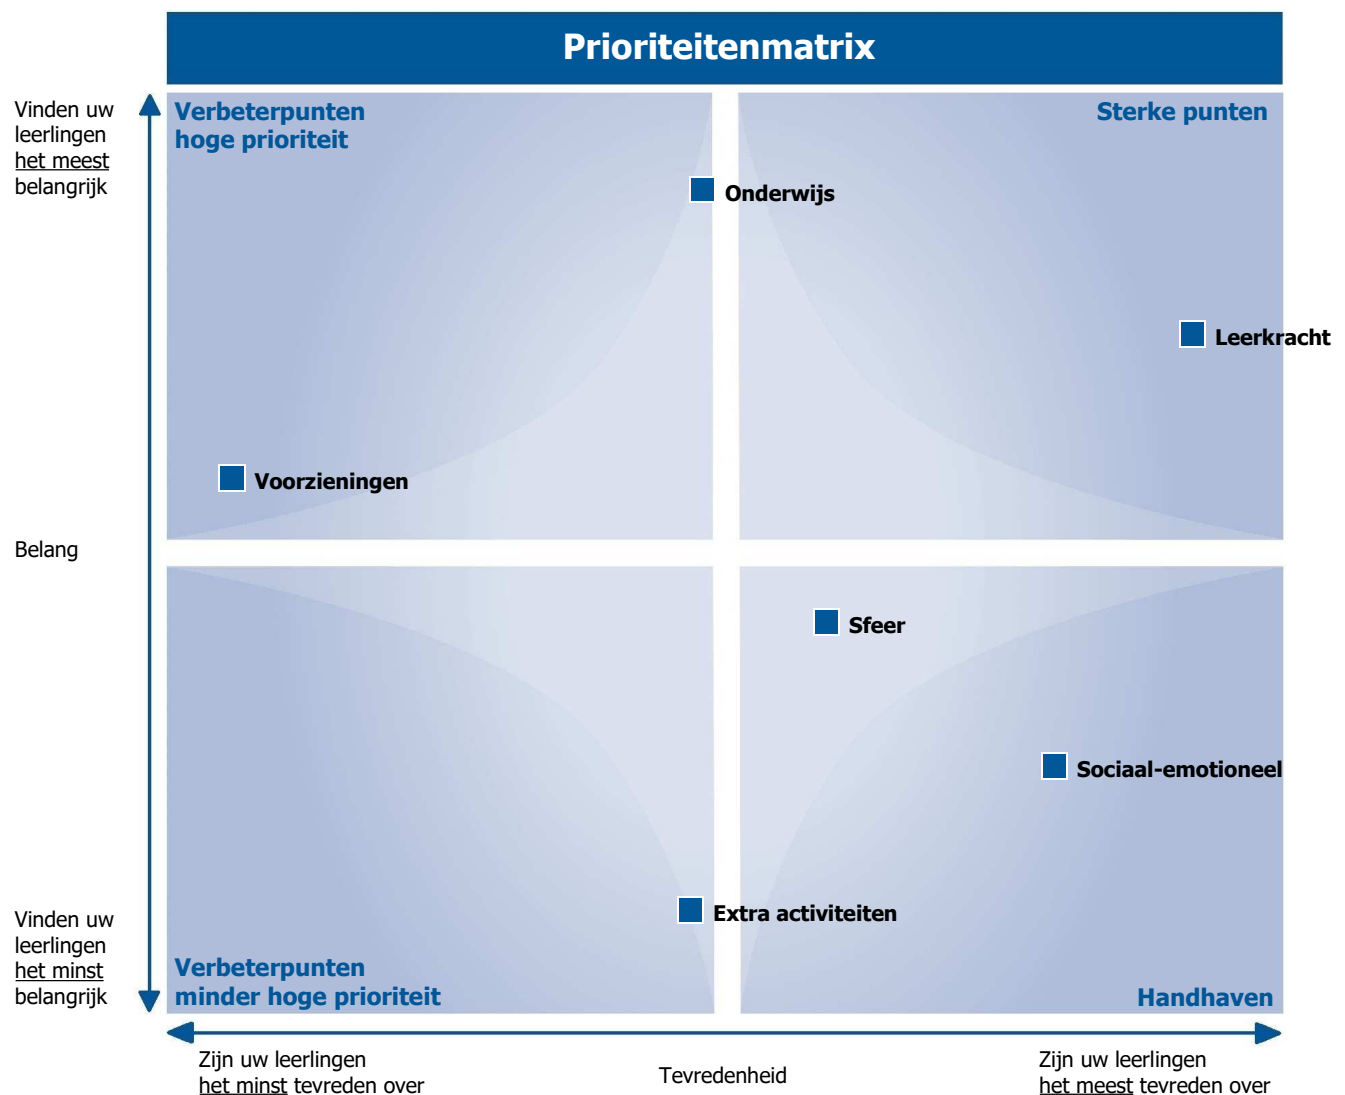 Prioriteitenmatrix
Vinden uw
leerlingen
het meest
belangrijk
Verbeterpunten
hoge prioriteit
Sterke punten
Onderwijs
Leerkracht
Voorzieningen
Belang
Sfeer
Sociaal-emotioneel
Extra activiteiten
Vinden uw
leerlingen
het minst
belangrijk
Verbeterpunten
minder hoge prioriteit
Handhaven
Zijn uw leerlingen
het minst tevreden over
Tevredenheid
Zijn uw leerlingen
het meest tevreden over